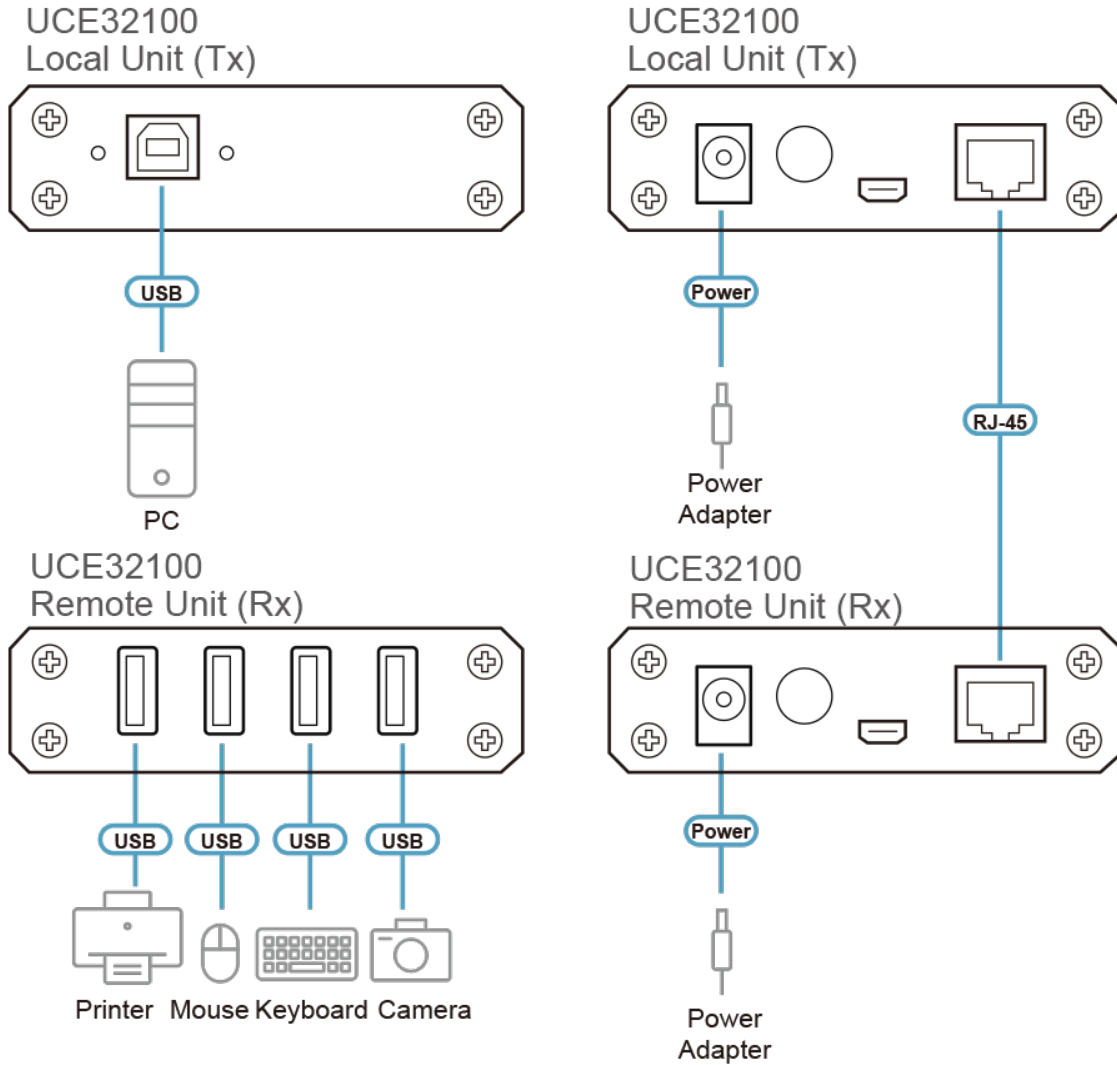 UCE32100
Local Unit (Tx)
USB
PC
UCE32100
Local Unit (Tx)
Power
RJ-45
Power
Adapter
UCE32100
Remote Unit (Rx)
USB
USB
USB
USB
Printer
Mouse
Keyboard
Camera
UCE32100
Remote Unit (Rx)
Power
Power
Adapter